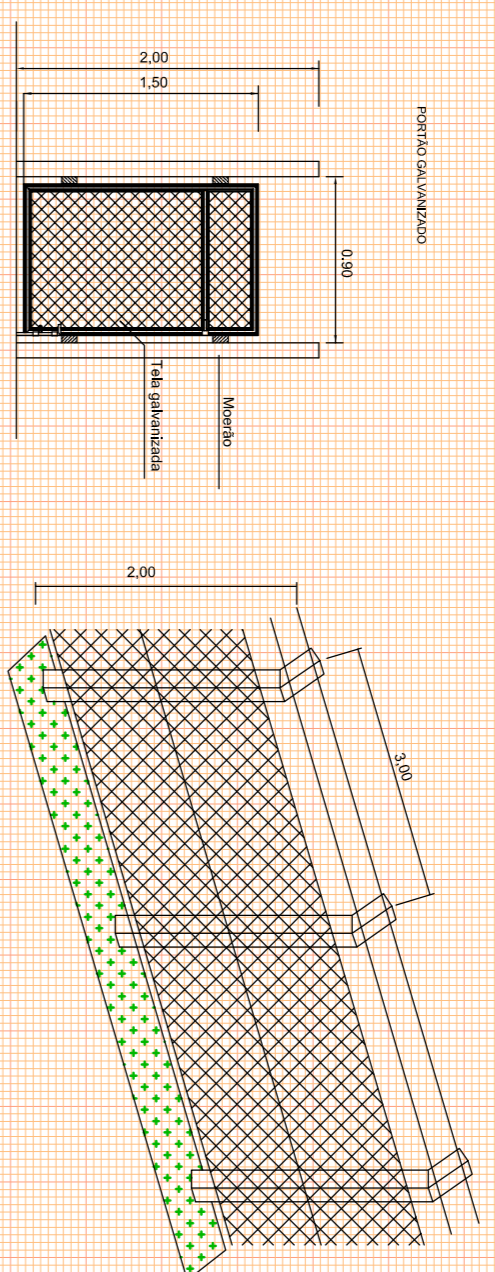 PORTÃO GALVANIZADO
2,00
1,50
0,90
Moerão
Tela galvanizada
2,00
3,00